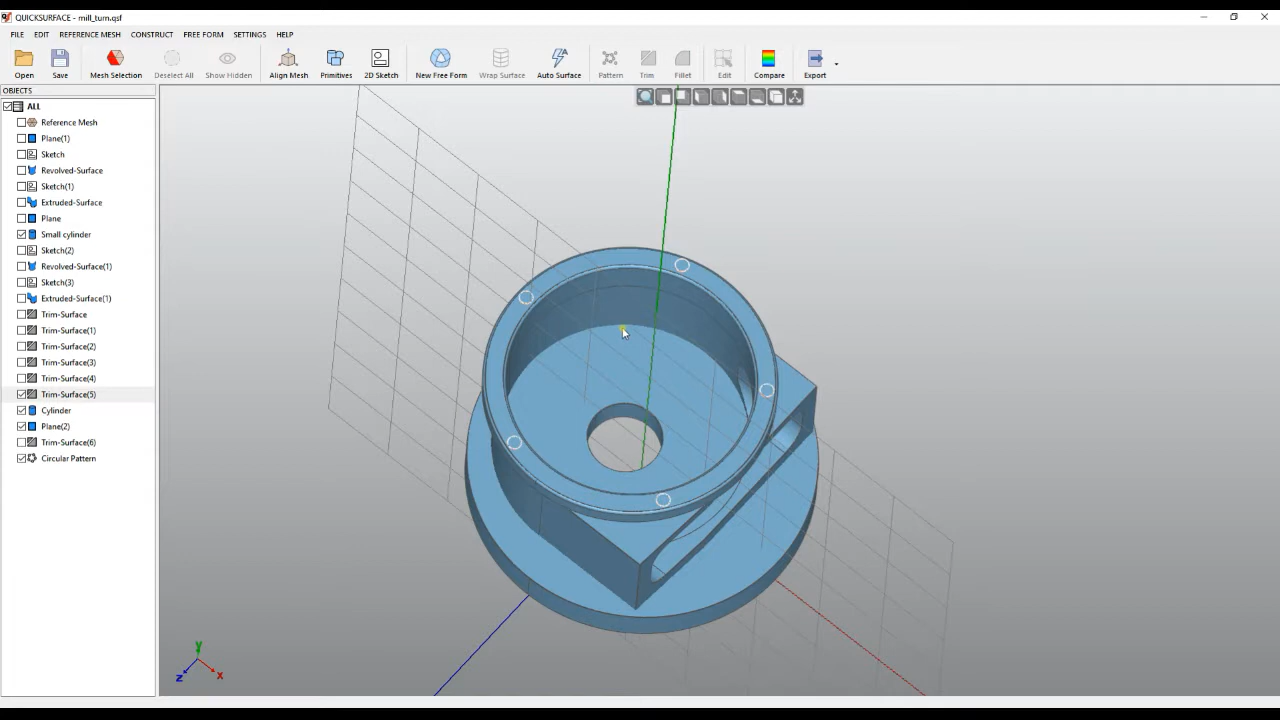 QUICKSURFACE - mill_turn.qsf
FILE EDIT REFERENCE MESH CONSTRUCT FREE FORM SETTINGS HELP
Open Save Mesh Selection Deselect All Show Hidden Align Mesh Primitives 2D Sketch New Free Form Wrap Surface Auto Surface Pattern Trim Fillet Edit Compare Export
OBJECTS
ALL
Reference Mesh
Plane(1)
Sketch
Revolved-Surface
Sketch(1)
Extruded-Surface
Plane
Small cylinder
Sketch(2)
Revolved-Surface(1)
Sketch(3)
Extruded-Surface(1)
Trim-Surface
Trim-Surface(1)
Trim-Surface(2)
Trim-Surface(3)
Trim-Surface(4)
Trim-Surface(5)
Cylinder
Plane(2)
Trim-Surface(6)
Circular Pattern
y
z x